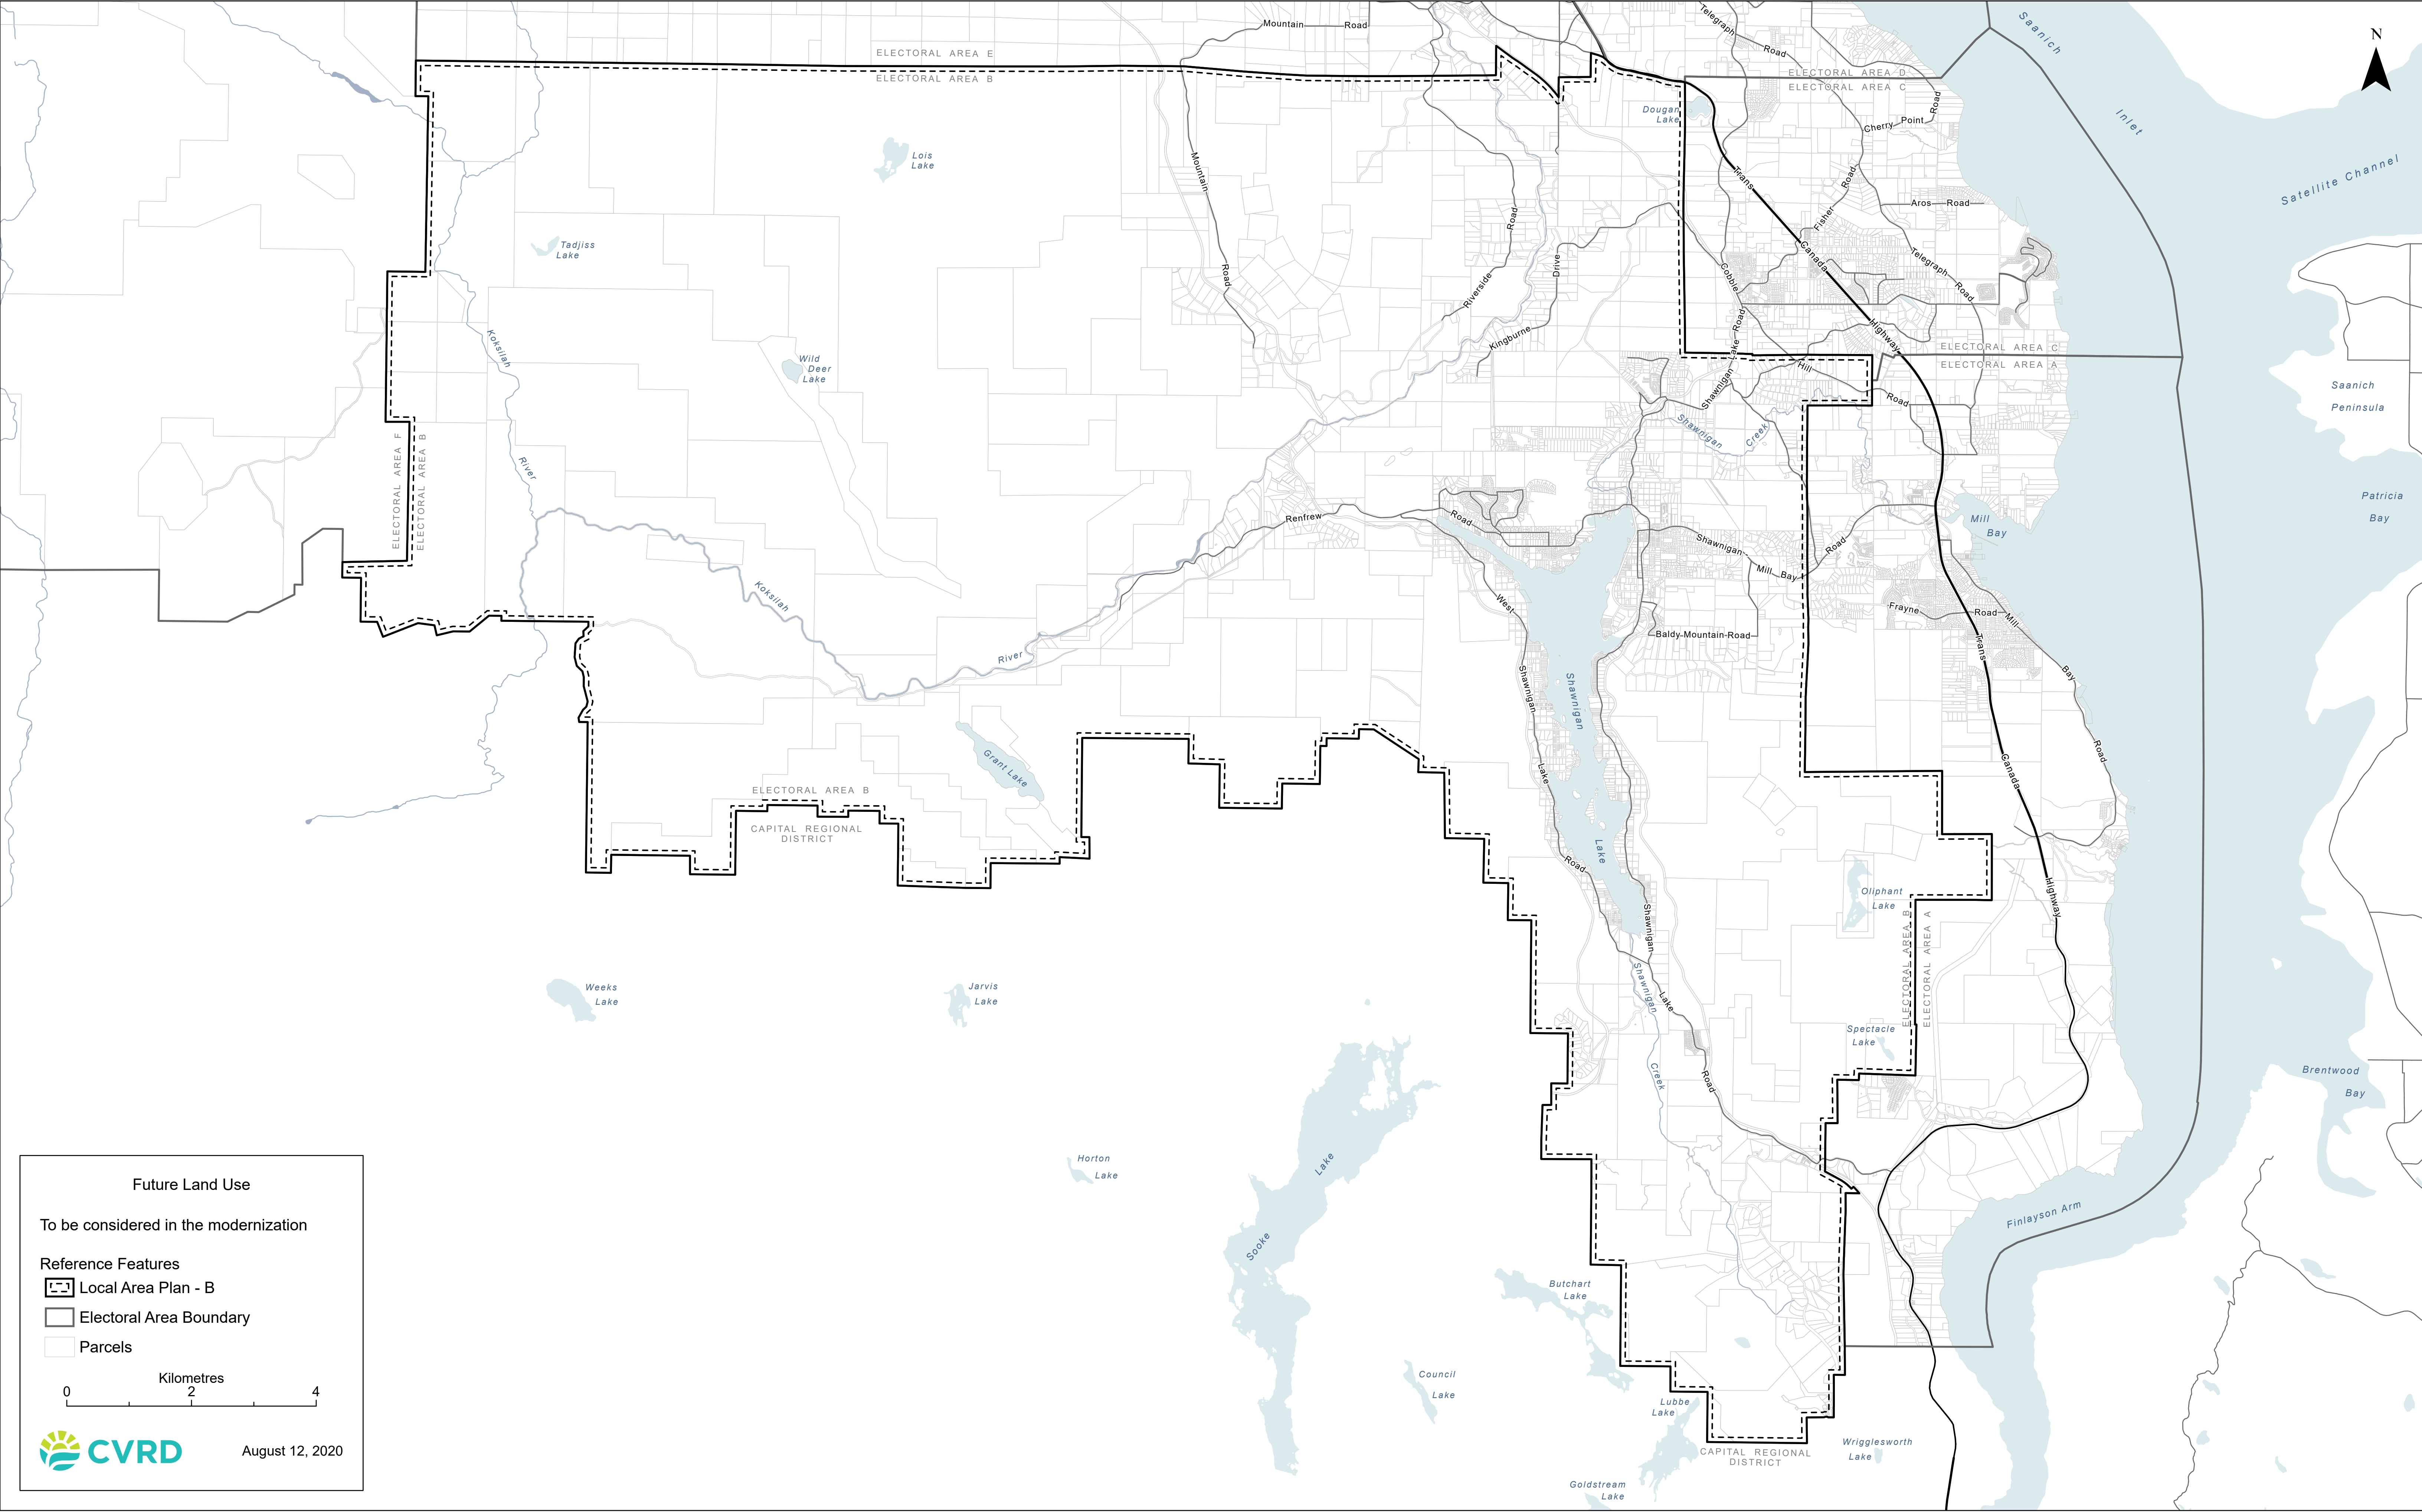 Mountain Road
Telegraph
Road
Saanich
Inlet
N
ELECTORAL AREA E
ELECTORAL AREA B
ELECTORAL AREA D
ELECTORAL AREA C
Dougan
Lake
Cherry Point
Road
Satellite Channel
Lois
Lake
Mountain
Road
Trans
Canada
Highway
Fisher
Road
Aros Road
Telegraph
Road
Tadjiss
Lake
Riverside
Road
Kingburne
Drive
Cobble
Hill
Road
Shawnigan
Lake
Road
ELECTORAL AREA C
ELECTORAL AREA A
Koksilah
River
Wild
Deer
Lake
Saanich
Peninsula
Shawnigan
Creek
ELECTORAL AREA F
ELECTORAL AREA B
Patricia
Bay
Mill
Bay
Renfrew
Road
Shawnigan
Mill Bay
Road
Koksilah
River
West
Shawnigan
Lake
Road
Baldy Mountain Road
Frayne
Road
Mill
Bay
Road
Trans
Canada
Highway
Shawnigan
Lake
Grant Lake
ELECTORAL AREA B
CAPITAL REGIONAL
DISTRICT
Oliphant
Lake
ELECTORAL AREA B
ELECTORAL AREA A
Shawnigan
Lake
Road
Shawnigan
Creek
Weeks
Lake
Jarvis
Lake
Spectacle
Lake
Brentwood
Bay
Horton
Lake
Sooke
Lake
Finlayson Arm
Butchart
Lake
Council
Lake
Lubbe
Lake
Wrigglesworth
Lake
CAPITAL REGIONAL
DISTRICT
Goldstream
Lake
Future Land Use
To be considered in the modernization
Reference Features
Local Area Plan - B
Electoral Area Boundary
Parcels
Kilometres
0 2 4
CVRD
August 12, 2020